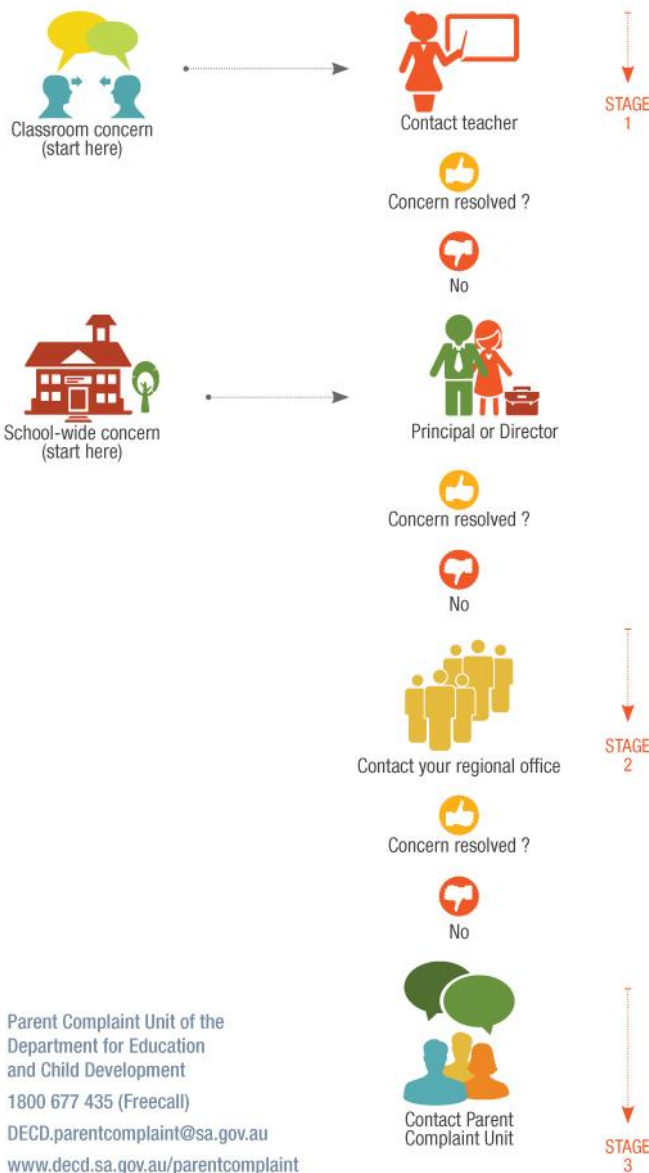 Classroom concern
(start here)
Contact teacher
STAGE
1
Concern resolved ?
No
School-wide concern
(start here)
Principal or Director
Concern resolved ?
No
Contact your regional office
STAGE
2
Concern resolved ?
No
Contact Parent
Complaint Unit
STAGE
3
Parent Complaint Unit of the
Department for Education
and Child Development
1800 677 435 (Freecall)
DECD.parentcomplaint@sa.gov.au
www.decd.sa.gov.au/parentcomplaint